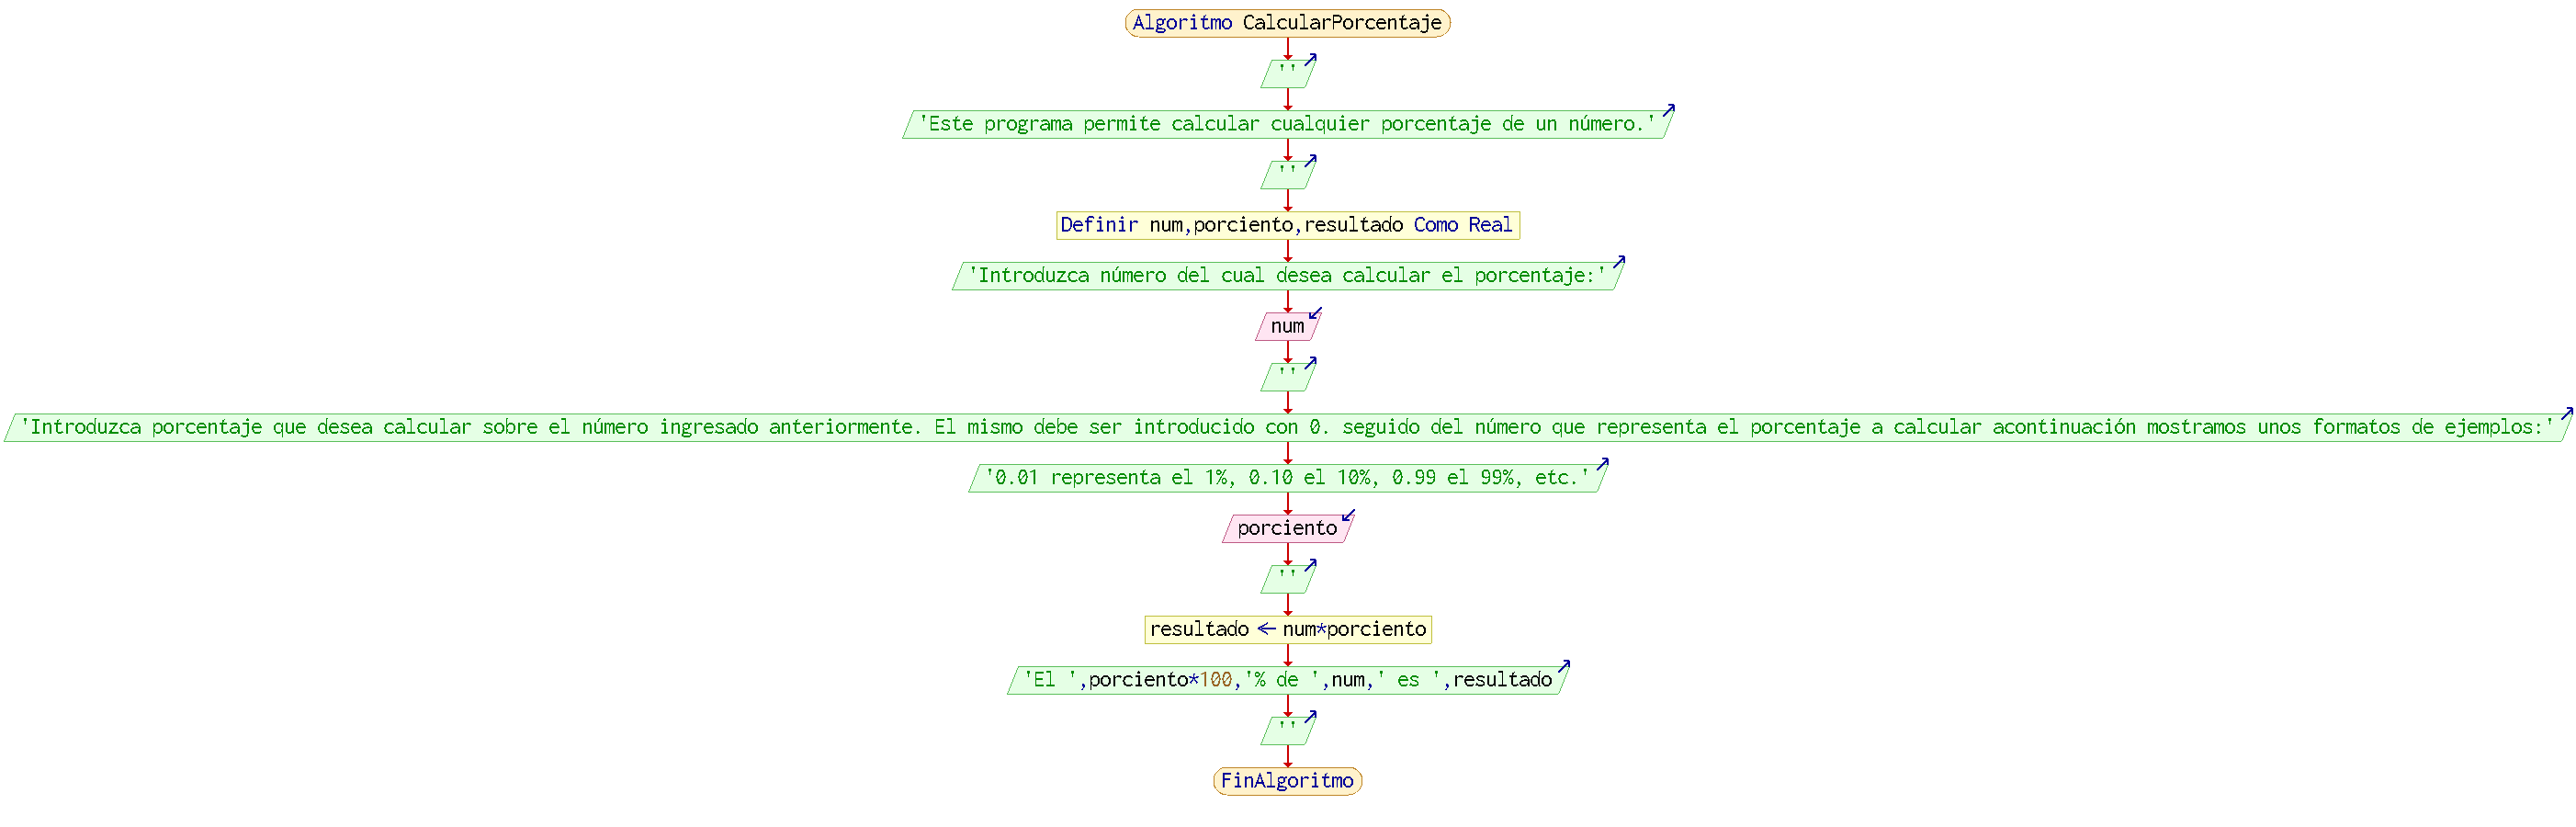 Algoritmo CalcularPorcentaje
''
'Este programa permite calcular cualquier porcentaje de un número.'
''
Definir num,porciento,resultado Como Real
'Introduzca número del cual desea calcular el porcentaje:'
num
''
'Introduzca porcentaje que desea calcular sobre el número ingresado anteriormente. El mismo debe ser introducido con 0. seguido del número que representa el porcentaje a calcular acontinuación mostramos unos formatos de ejemplos:'
'0.01 representa el 1%, 0.10 el 10%, 0.99 el 99%, etc.'
porciento
''
resultado ← num*porciento
'El ',porciento*100,'% de ',num,' es ',resultado
''
FinAlgoritmo